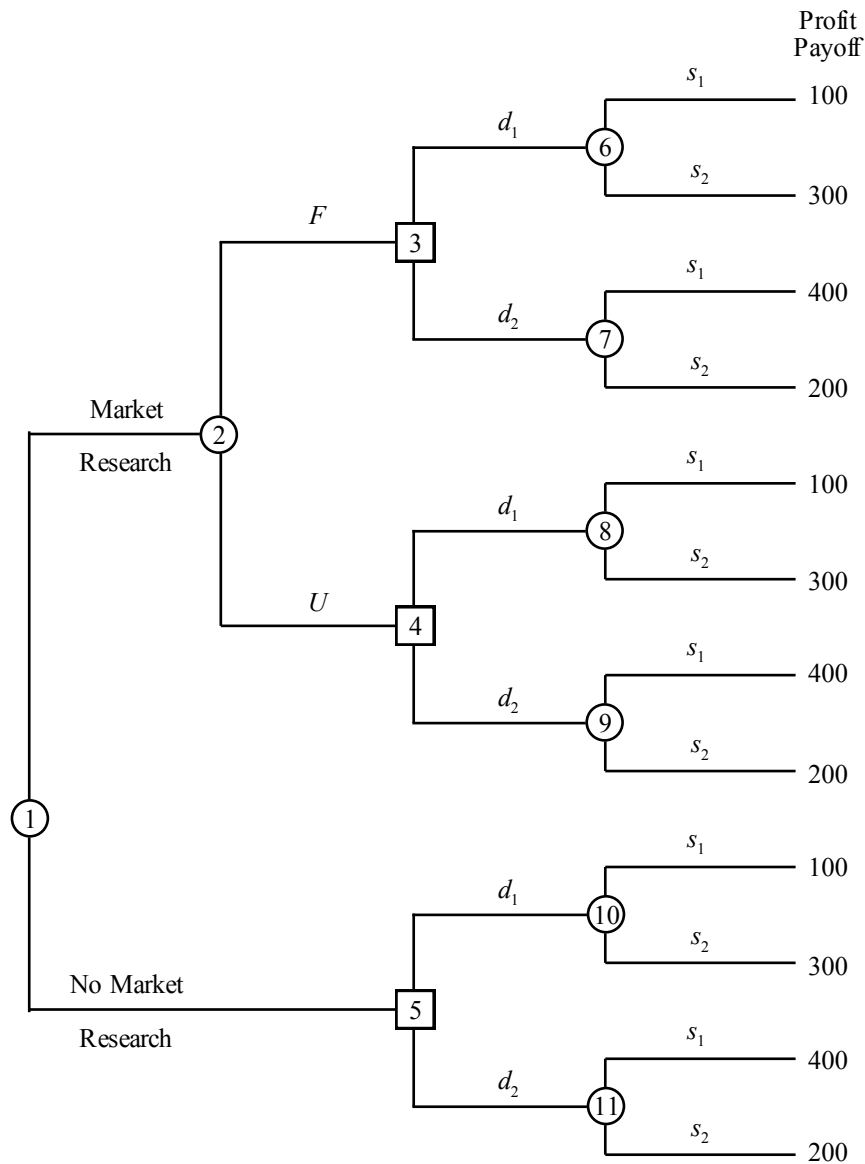 Profit
Payoff
s₁
100
d₁
6
s₂
300
F
3
s₁
400
d₂
7
s₂
200
Market
2
Research
s₁
100
d₁
8
s₂
300
U
4
s₁
400
d₂
9
s₂
200
1
s₁
100
d₁
10
s₂
300
No Market
5
Research
s₁
400
d₂
11
s₂
200